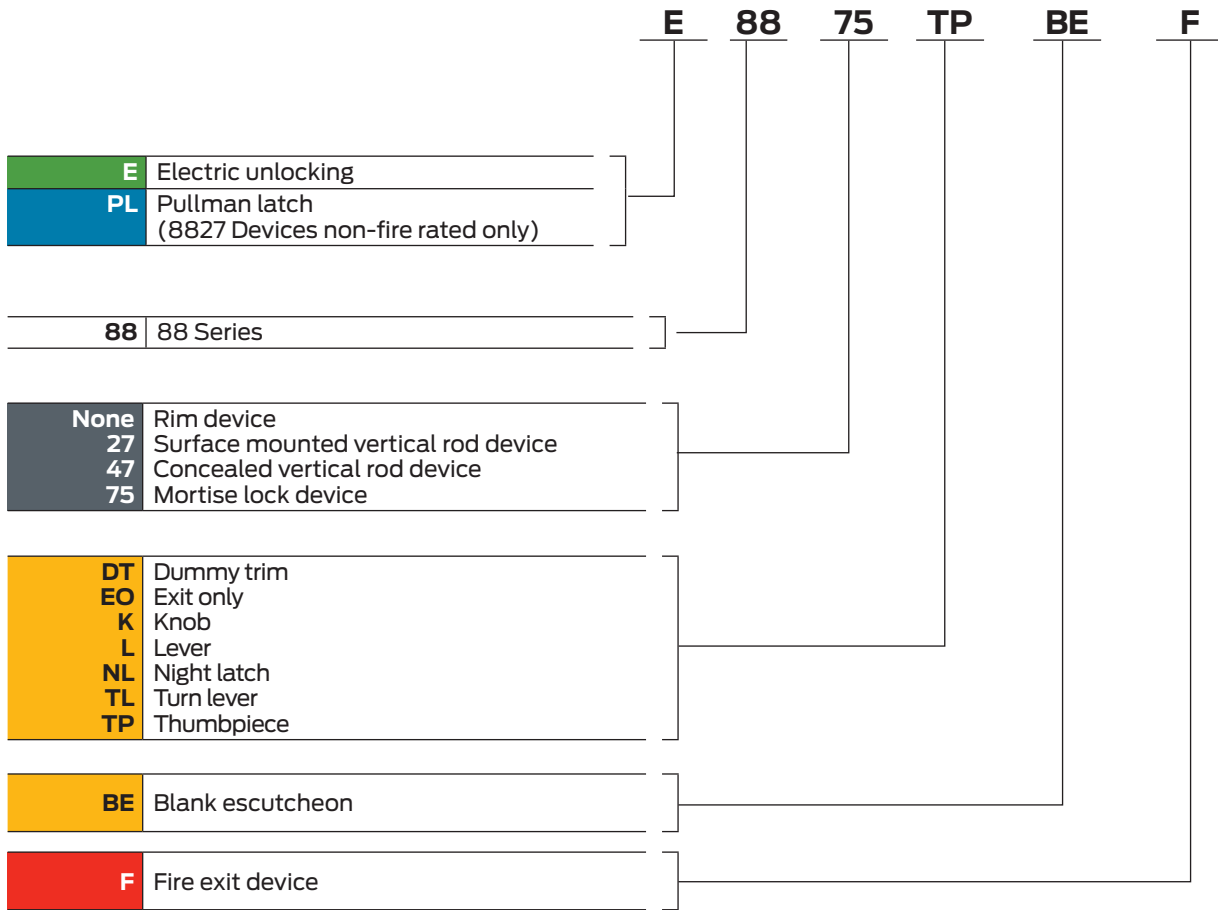 E 88 75 TP BE F
E Electric unlocking
PL Pullman latch
(8827 Devices non-fire rated only)
88 88 Series
None Rim device
27 Surface mounted vertical rod device
47 Concealed vertical rod device
75 Mortise lock device
DT Dummy trim
EO Exit only
K Knob
L Lever
NL Night latch
TL Turn lever
TP Thumbpiece
BE Blank escutcheon
F Fire exit device